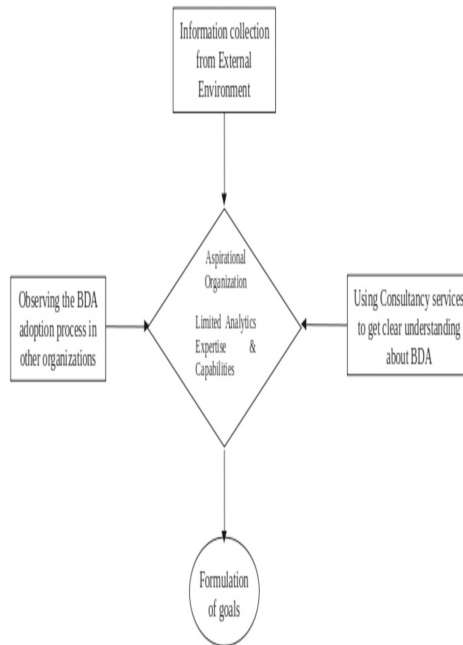 Information collection
from External
Environment
Aspirational
Organization
Limited Analytics
Expertise &
Capabilities
Observing the BDA
adoption process in
other organizations
Using Consultancy services
to get clear understanding
about BDA
Formulation
of goals